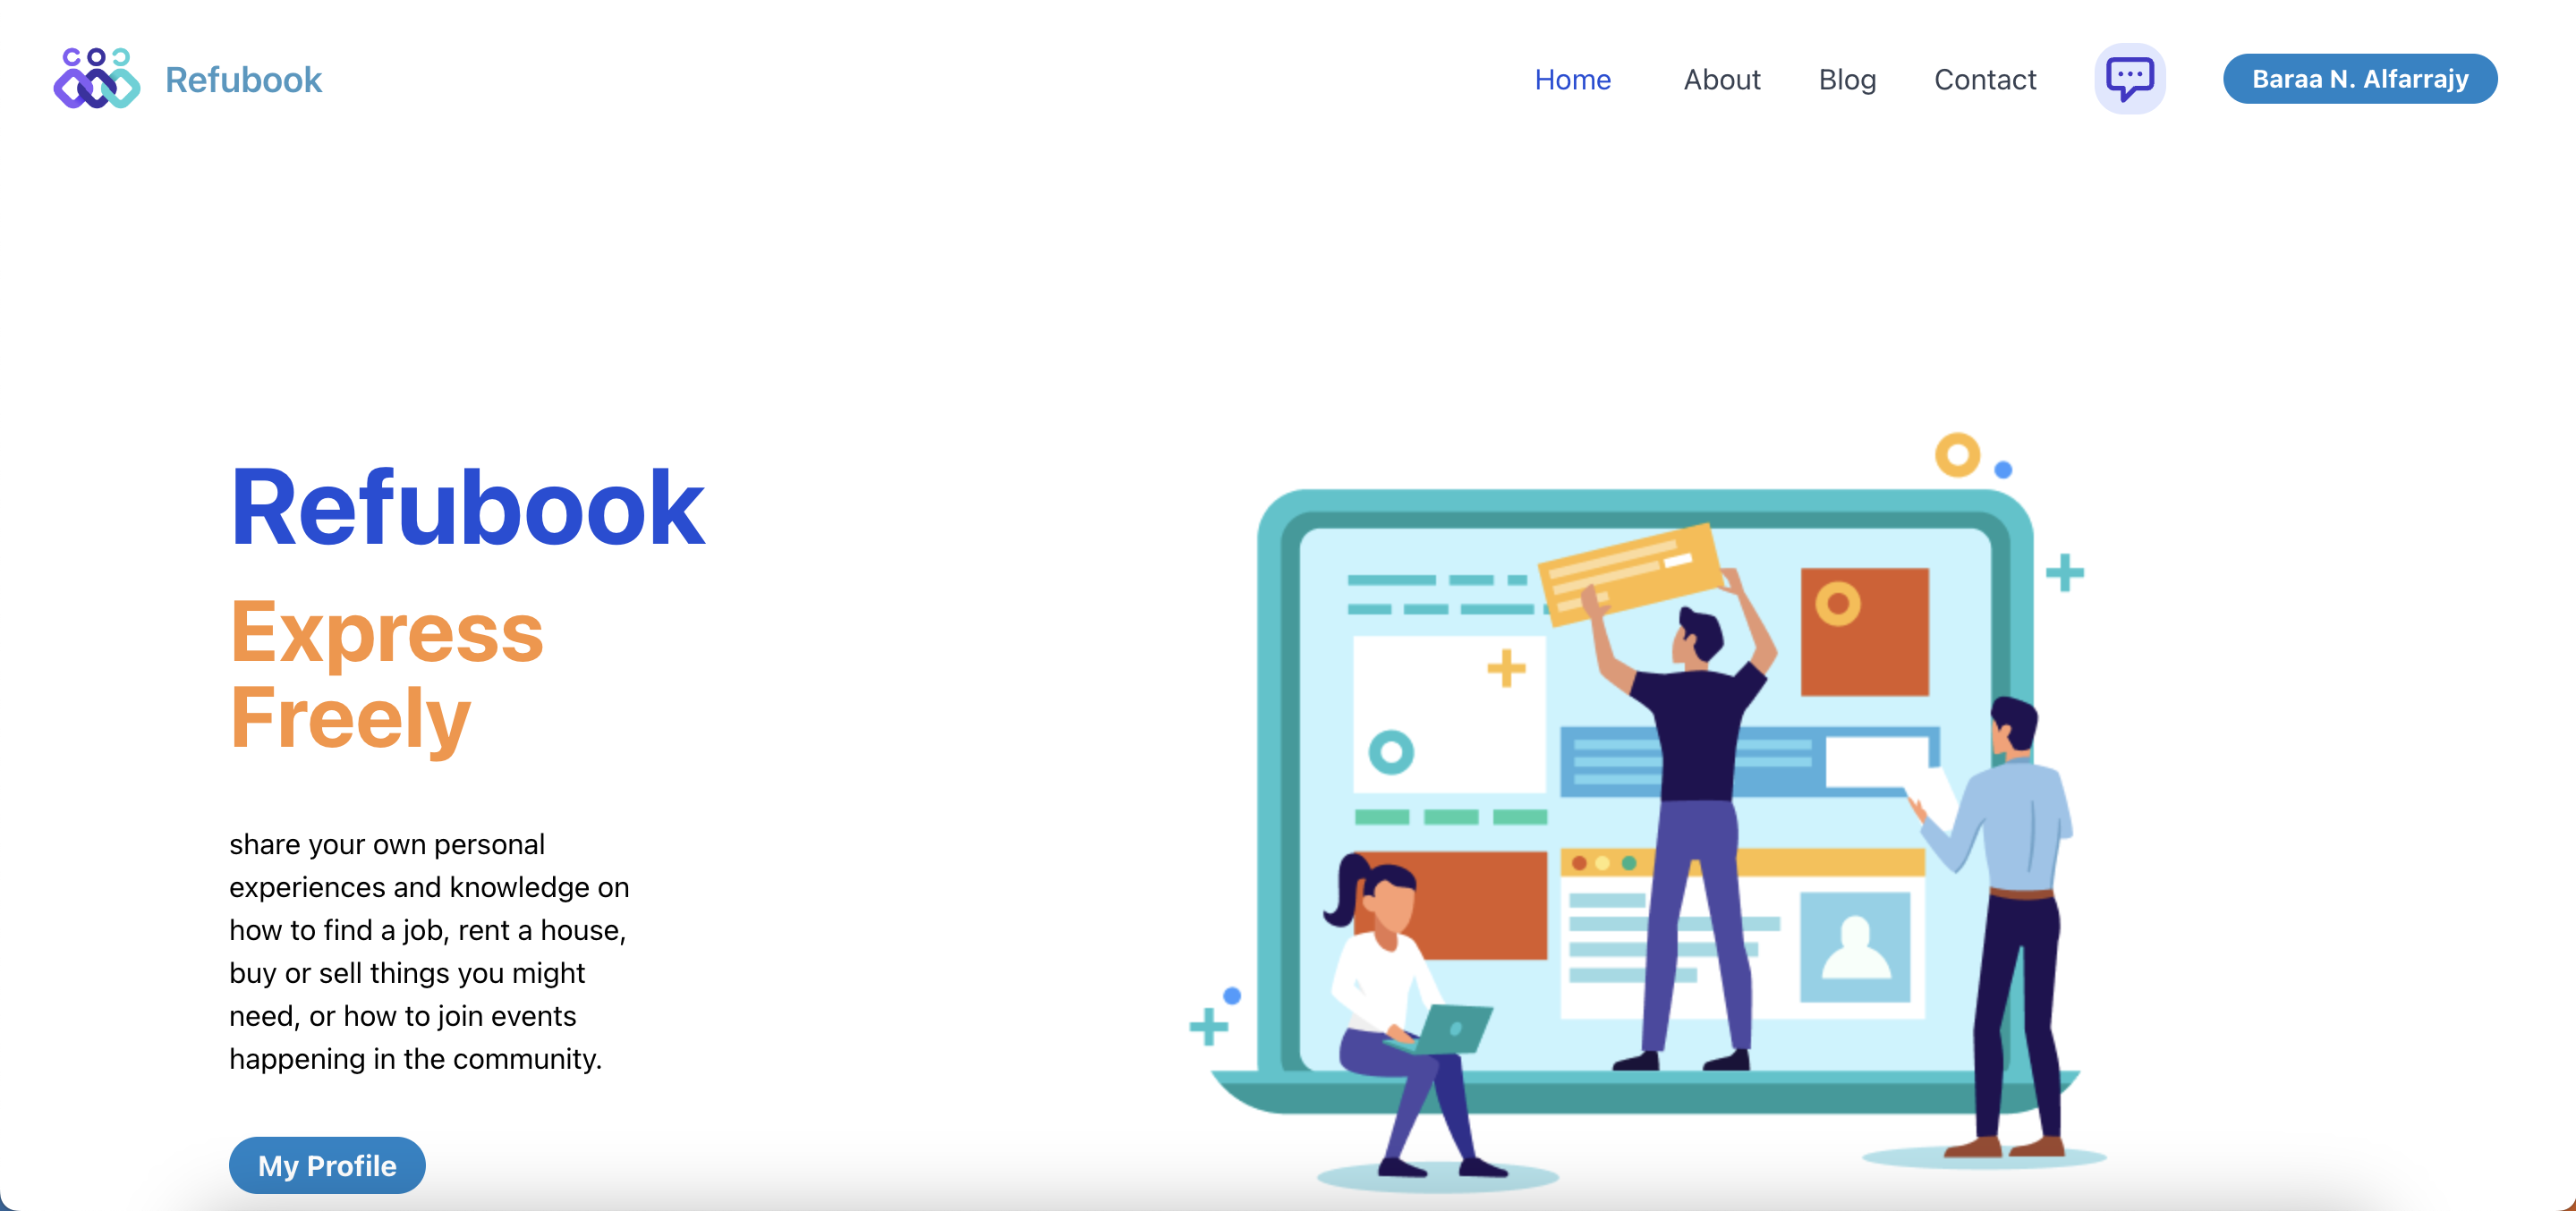 Refubook
Home
About
Blog
Contact
Baraa N. Alfarrajy
Refubook
Express
Freely
share your own personal
experiences and knowledge on
how to find a job, rent a house,
buy or sell things you might
need, or how to join events
happening in the community.
My Profile